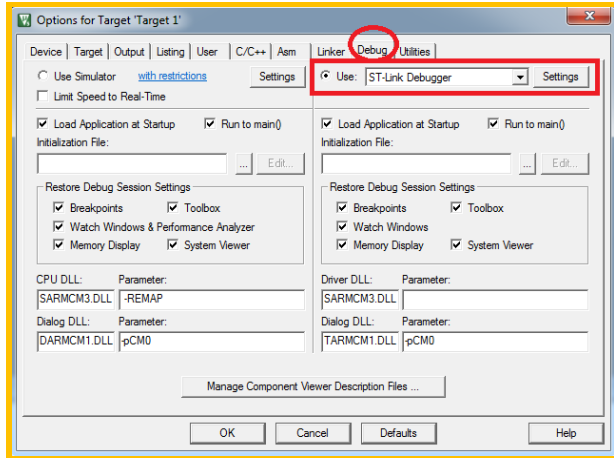 Options for Target 'Target 1'
Device Target Output Listing User C/C++ Asm Linker Debug Utilities
Use Simulator with restrictions Settings
Use: ST-Link Debugger Settings
Limit Speed to Real-Time
Load Application at Startup Run to main()
Load Application at Startup Run to main()
Initialization File:
Initialization File:
... Edit...
... Edit...
Restore Debug Session Settings
Breakpoints Toolbox
Watch Windows & Performance Analyzer
Memory Display System Viewer
Restore Debug Session Settings
Breakpoints Toolbox
Watch Windows
Memory Display System Viewer
CPU DLL: Parameter:
SARMCM3.DLL -REMAP
Dialog DLL: Parameter:
DARMCM1.DLL -pCM0
Driver DLL: Parameter:
SARMCM3.DLL
Dialog DLL: Parameter:
TARMCM1.DLL -pCM0
Manage Component Viewer Description Files ...
OK Cancel Defaults Help